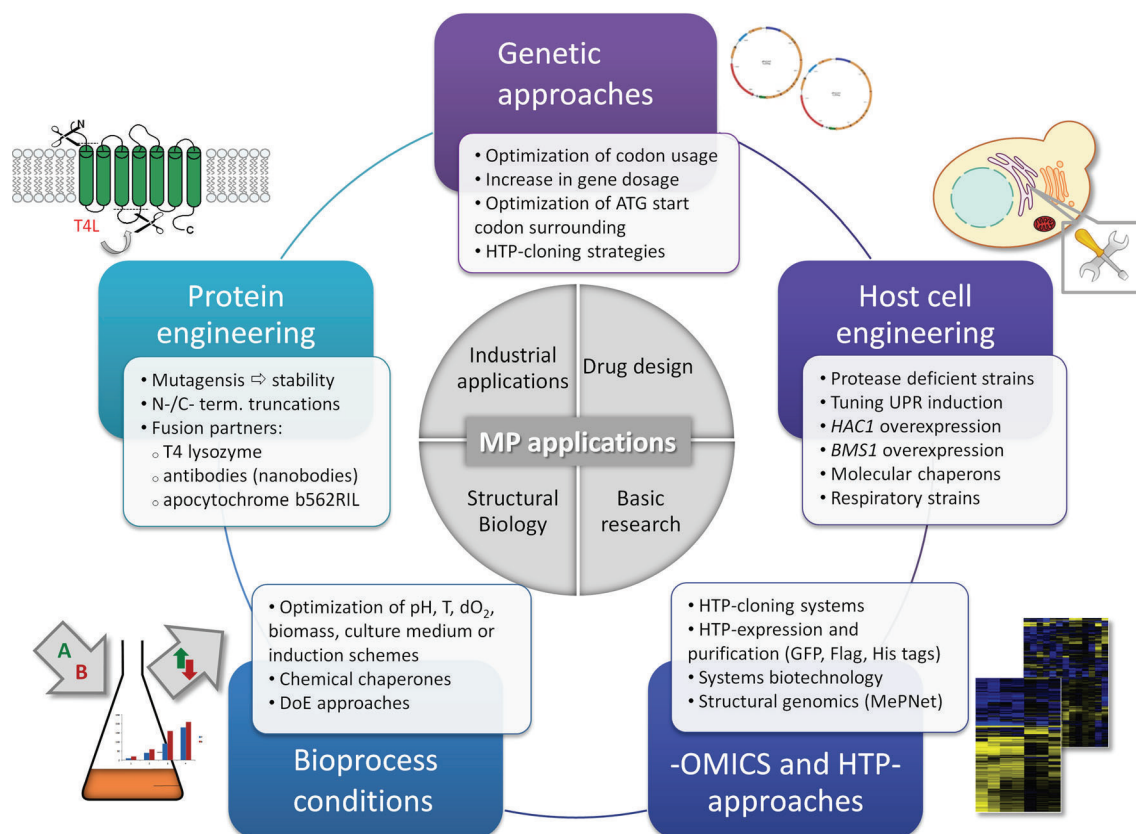 Genetic
approaches
• Optimization of codon usage
• Increase in gene dosage
• Optimization of ATG start
codon surrounding
• HTP-cloning strategies
N
T4L
C
Protein
engineering
• Mutagensis ⇨ stability
• N-/C- term. truncations
• Fusion partners:
○ T4 lysozyme
○ antibodies (nanobodies)
○ apocytochrome b562RIL
Host cell
engineering
• Protease deficient strains
• Tuning UPR induction
• HAC1 overexpression
• BMS1 overexpression
• Molecular chaperons
• Respiratory strains
Industrial
applications
Drug design
MP applications
Structural
Biology
Basic
research
A
B
• Optimization of pH, T, dO₂,
biomass, culture medium or
induction schemes
• Chemical chaperones
• DoE approaches
Bioprocess
conditions
• HTP-cloning systems
• HTP-expression and
purification (GFP, Flag, His tags)
• Systems biotechnology
• Structural genomics (MePNet)
-OMICS and HTP-
approaches